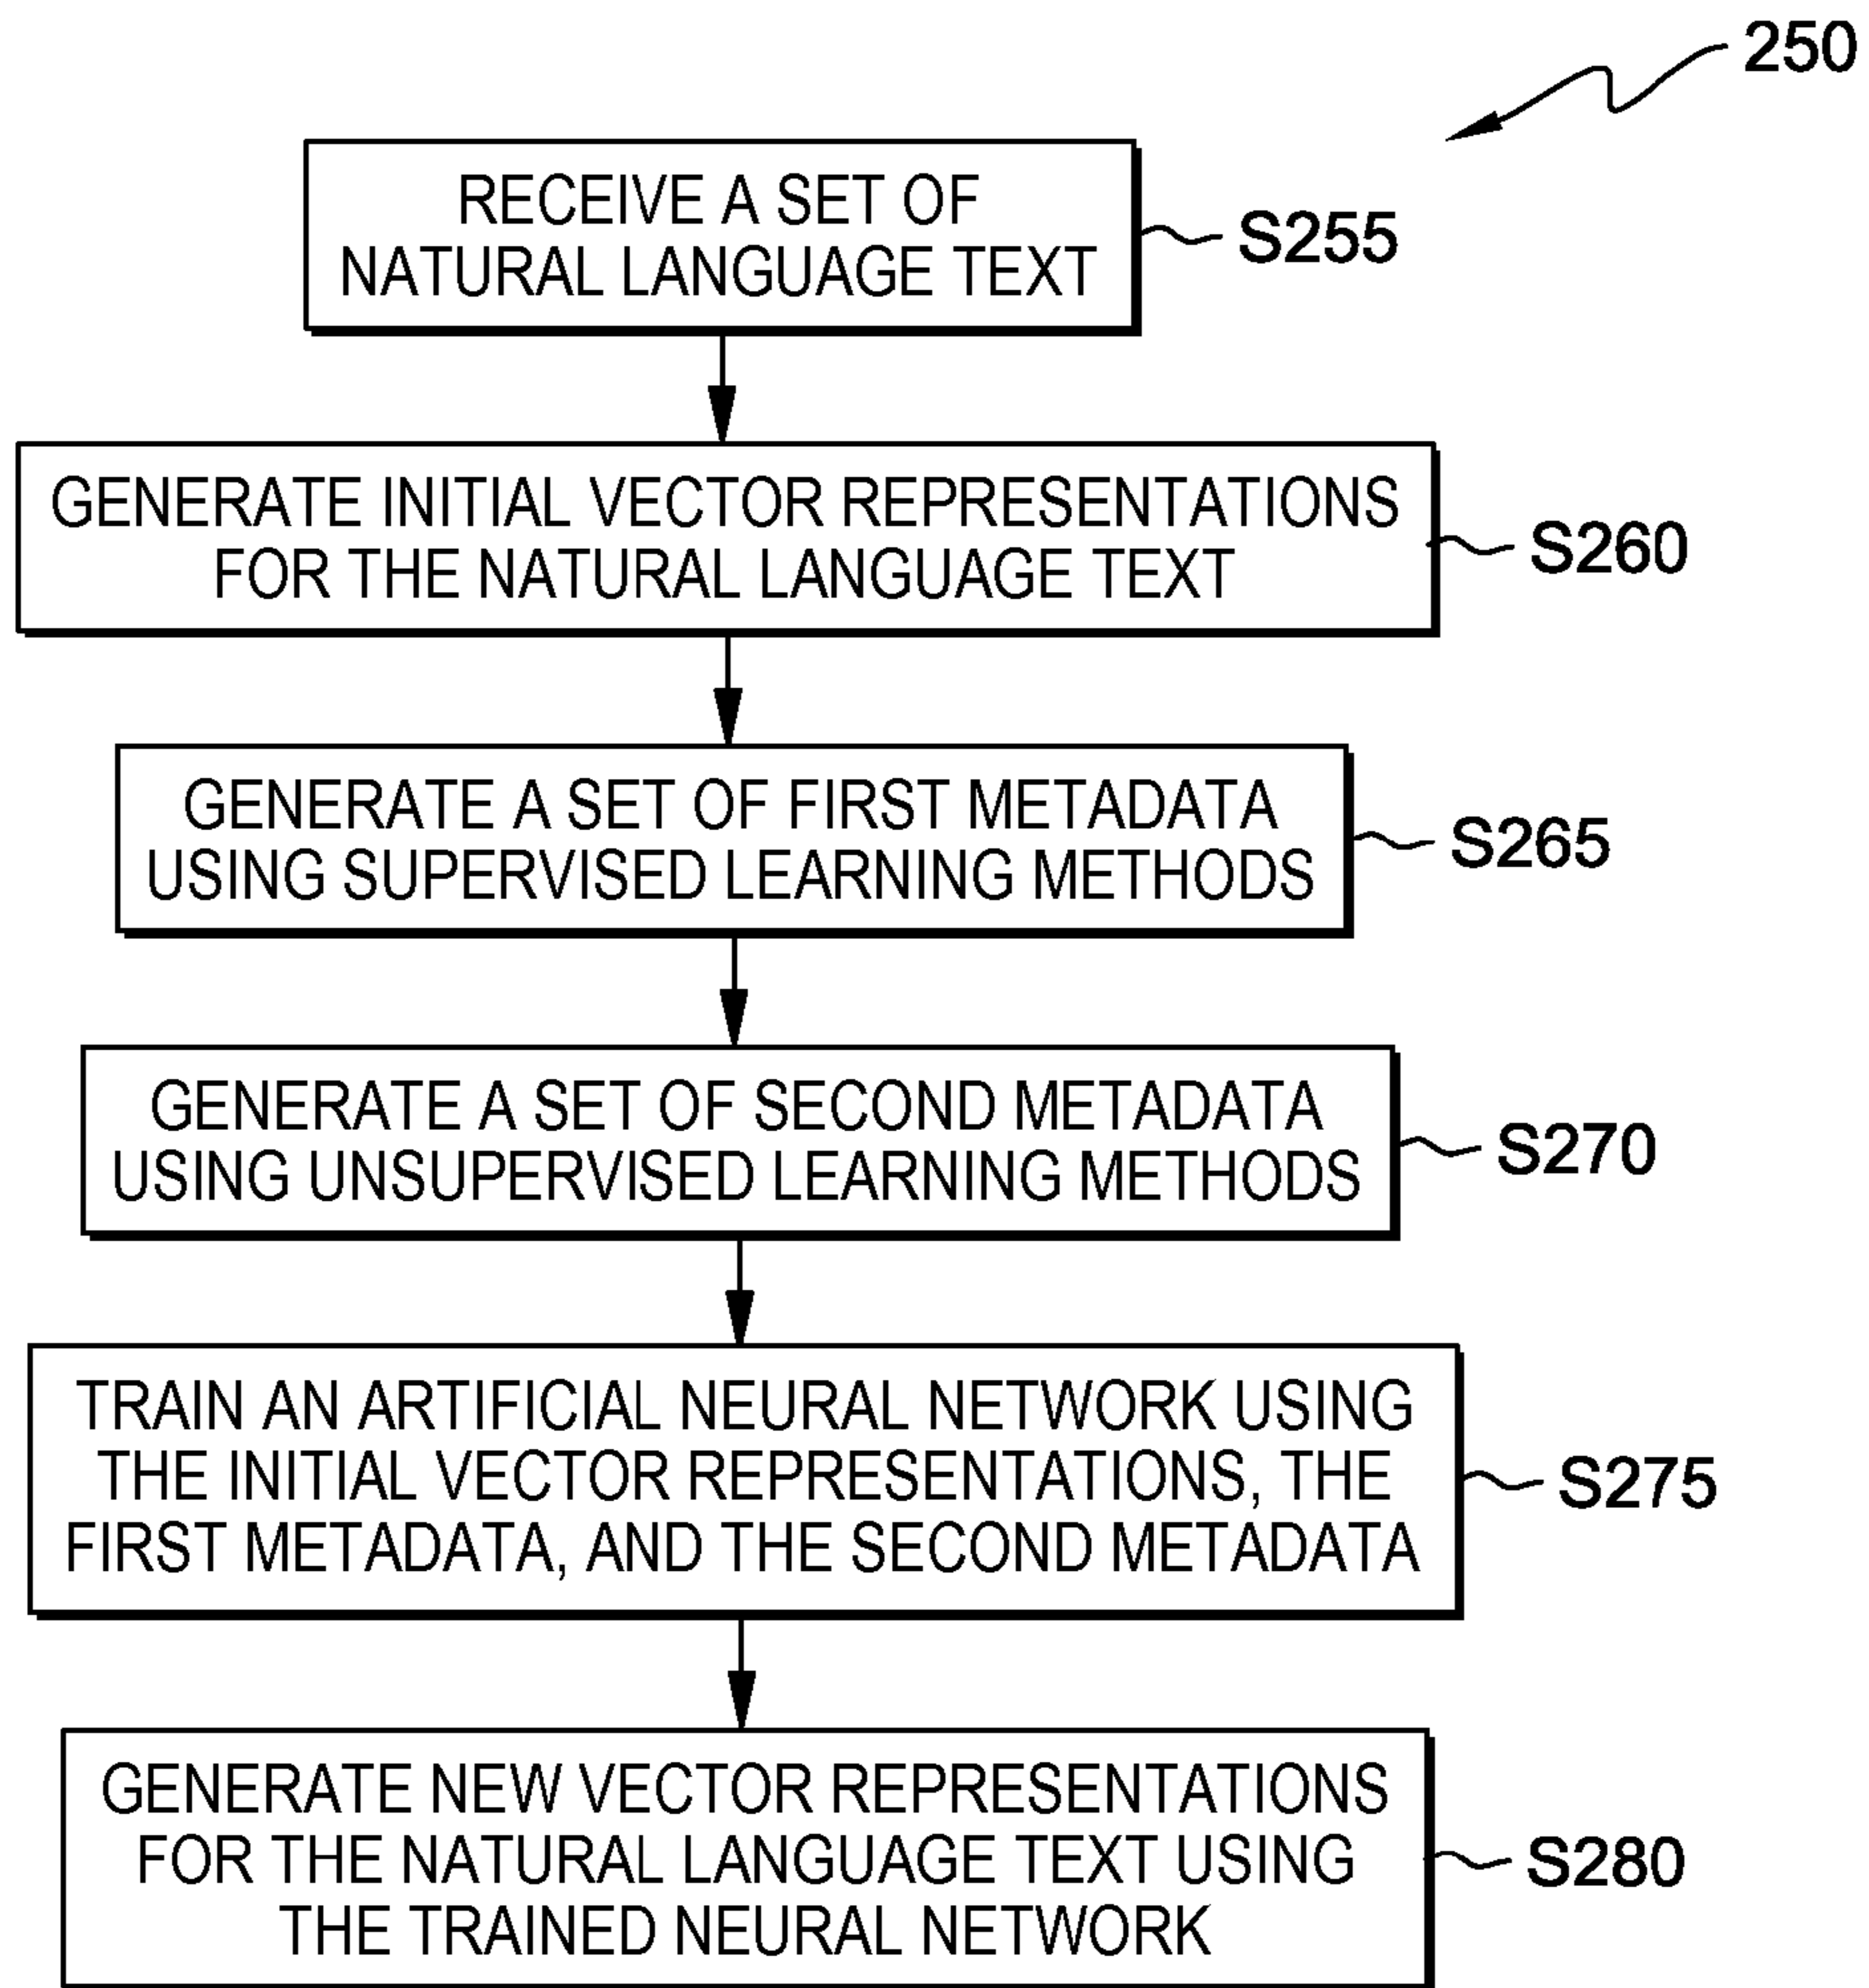 250
RECEIVE A SET OF
NATURAL LANGUAGE TEXT
S255
GENERATE INITIAL VECTOR REPRESENTATIONS
FOR THE NATURAL LANGUAGE TEXT
S260
GENERATE A SET OF FIRST METADATA
USING SUPERVISED LEARNING METHODS
S265
GENERATE A SET OF SECOND METADATA
USING UNSUPERVISED LEARNING METHODS
S270
TRAIN AN ARTIFICIAL NEURAL NETWORK USING
THE INITIAL VECTOR REPRESENTATIONS, THE
FIRST METADATA, AND THE SECOND METADATA
S275
GENERATE NEW VECTOR REPRESENTATIONS
FOR THE NATURAL LANGUAGE TEXT USING
THE TRAINED NEURAL NETWORK
S280